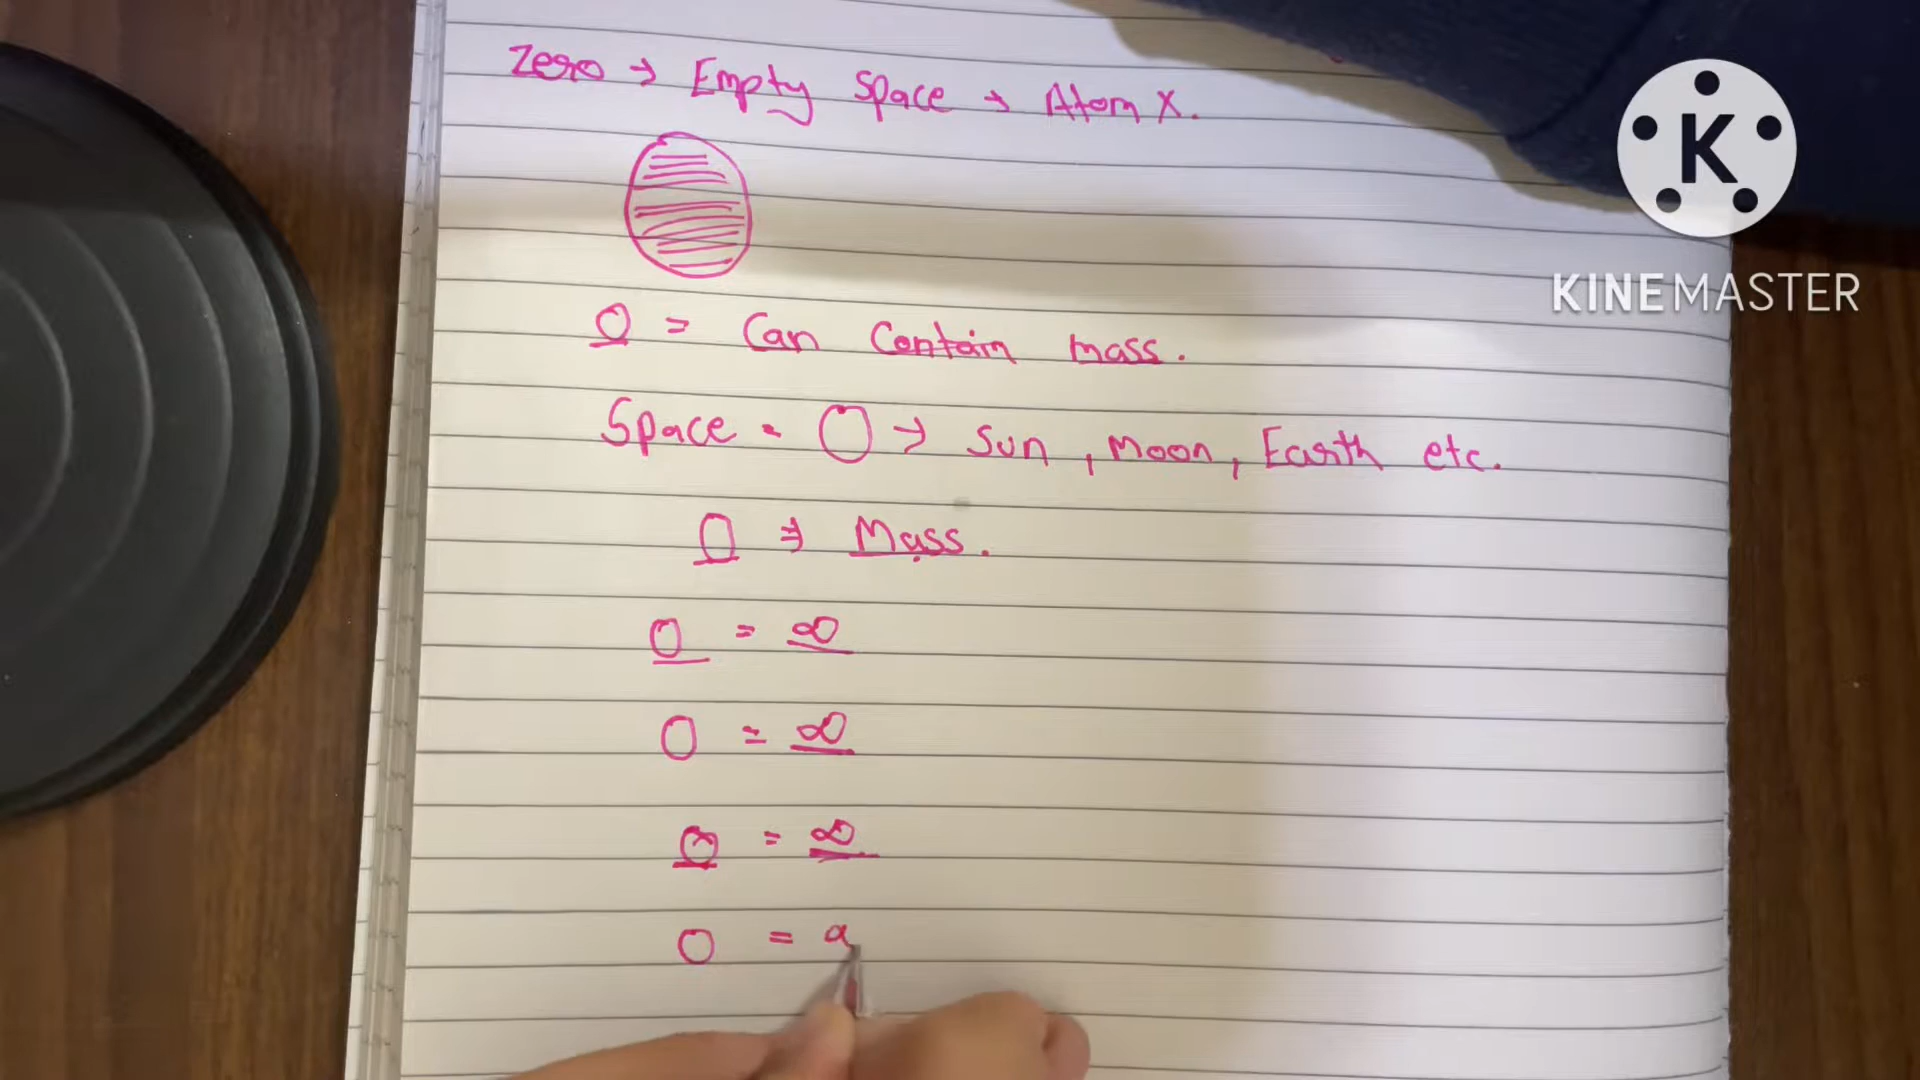 Zero → Empty Space → Atom X.
0 = Can Contain mass.
Space = 0 → Sun, Moon, Earth etc.
0 ⇒ Mass.
0 = ∞
0 = ∞
0 = ∞
0 =
K
KINEMASTER